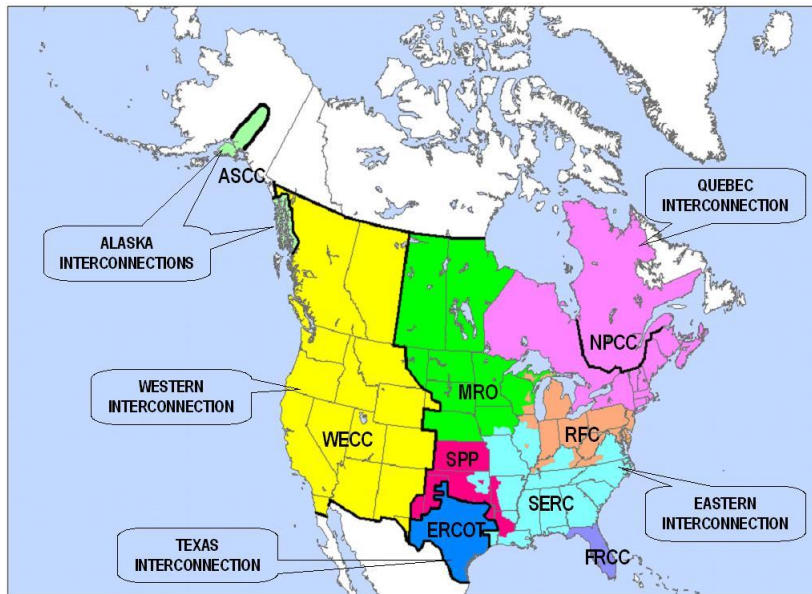 ASCC
QUEBEC
INTERCONNECTION
ALASKA
INTERCONNECTIONS
NPCC
WESTERN
INTERCONNECTION
MRO
WECC
RFC
SPP
SERC
EASTERN
INTERCONNECTION
ERCOT
TEXAS
INTERCONNECTION
FRCC